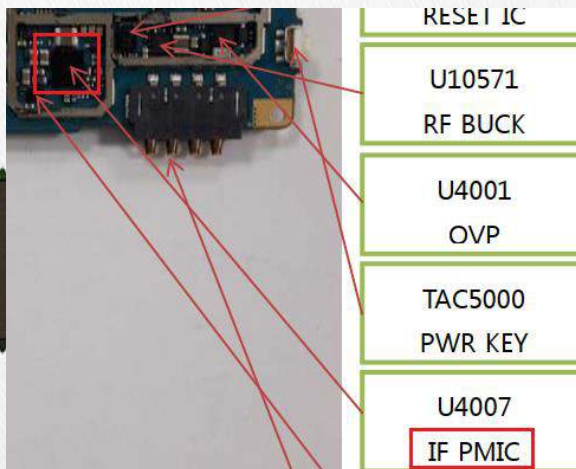 RESET IC
U10571
RF BUCK
U4001
OVP
TAC5000
PWR KEY
U4007
IF PMIC